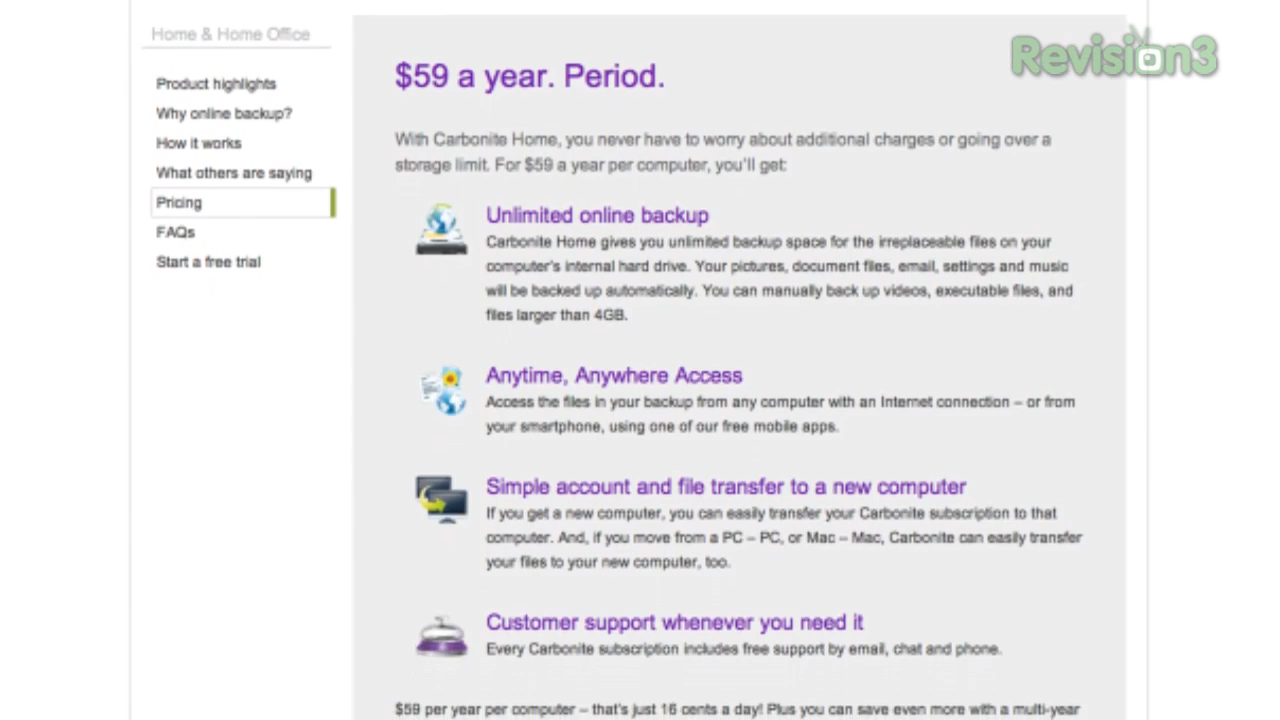 Home & Home Office
Product highlights
Why online backup?
How it works
What others are saying
Pricing
FAQs
Start a free trial
Revision3
$59 a year. Period.
With Carbonite Home, you never have to worry about additional charges or going over a
storage limit. For $59 a year per computer, you'll get:
Unlimited online backup
Carbonite Home gives you unlimited backup space for the irreplaceable files on your
computer's internal hard drive. Your pictures, document files, email, settings and music
will be backed up automatically. You can manually back up videos, executable files, and
files larger than 4GB.
Anytime, Anywhere Access
Access the files in your backup from any computer with an Internet connection – or from
your smartphone, using one of our free mobile apps.
Simple account and file transfer to a new computer
If you get a new computer, you can easily transfer your Carbonite subscription to that
computer. And, if you move from a PC – PC, or Mac – Mac, Carbonite can easily transfer
your files to your new computer, too.
Customer support whenever you need it
Every Carbonite subscription includes free support by email, chat and phone.
$59 per year per computer – that's just 16 cents a day! Plus you can save even more with a multi-year